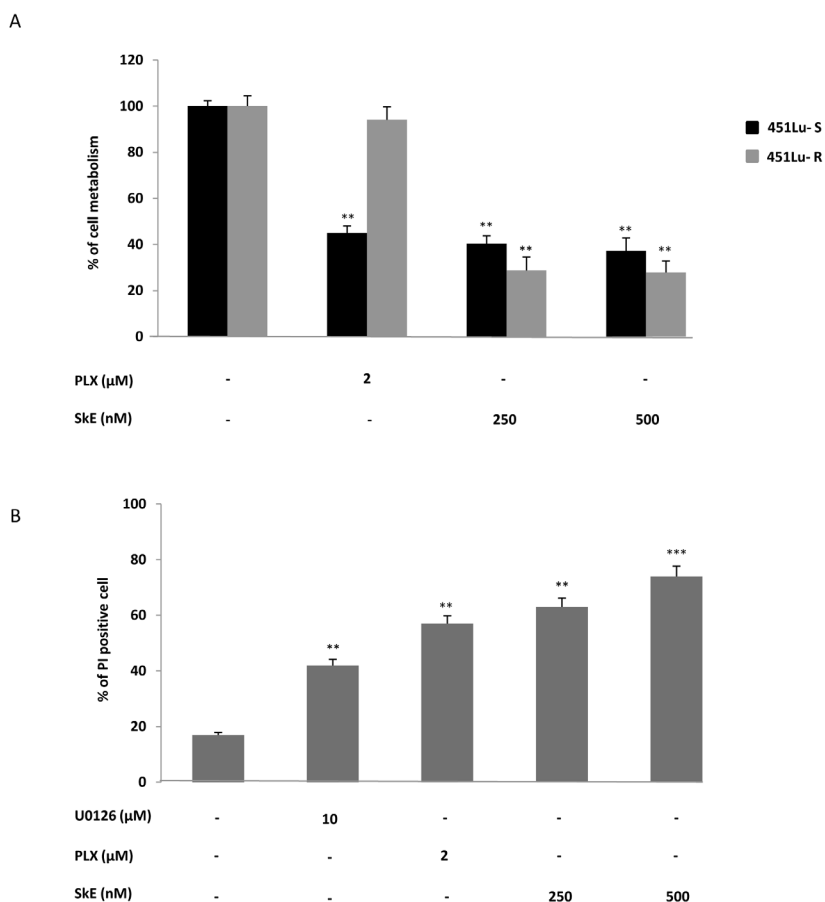 A
120
100
80
60
40
20
0
% of cell metabolism
451Lu- S
451Lu- R
**
**
**
**
**
PLX (µM) - 2 - -
SkE (nM) - - 250 500
B
100
80
60
40
20
0
% of PI positive cell
**
**
**
***
U0126 (µM) - 10 - - -
PLX (µM) - - 2 - -
SkE (nM) - - - 250 500